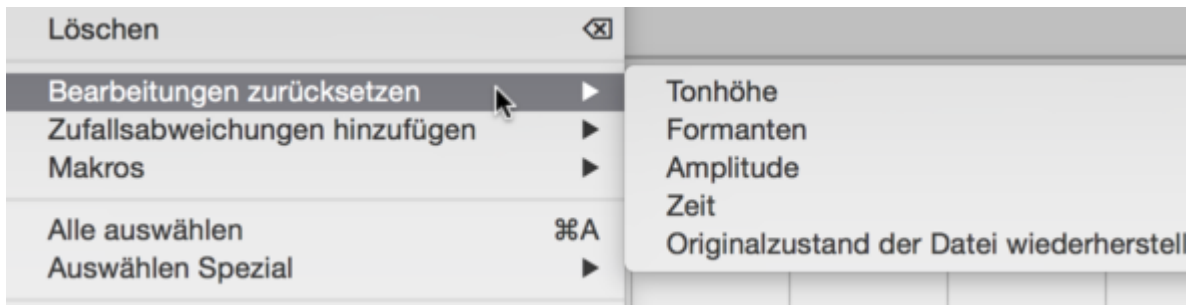 Löschen ⌫
Bearbeitungen zurücksetzen ▶
Zufallsabweichungen hinzufügen ▶
Makros ▶
Alle auswählen ⌘A
Auswählen Spezial ▶
Tonhöhe
Formanten
Amplitude
Zeit
Originalzustand der Datei wiederherstell